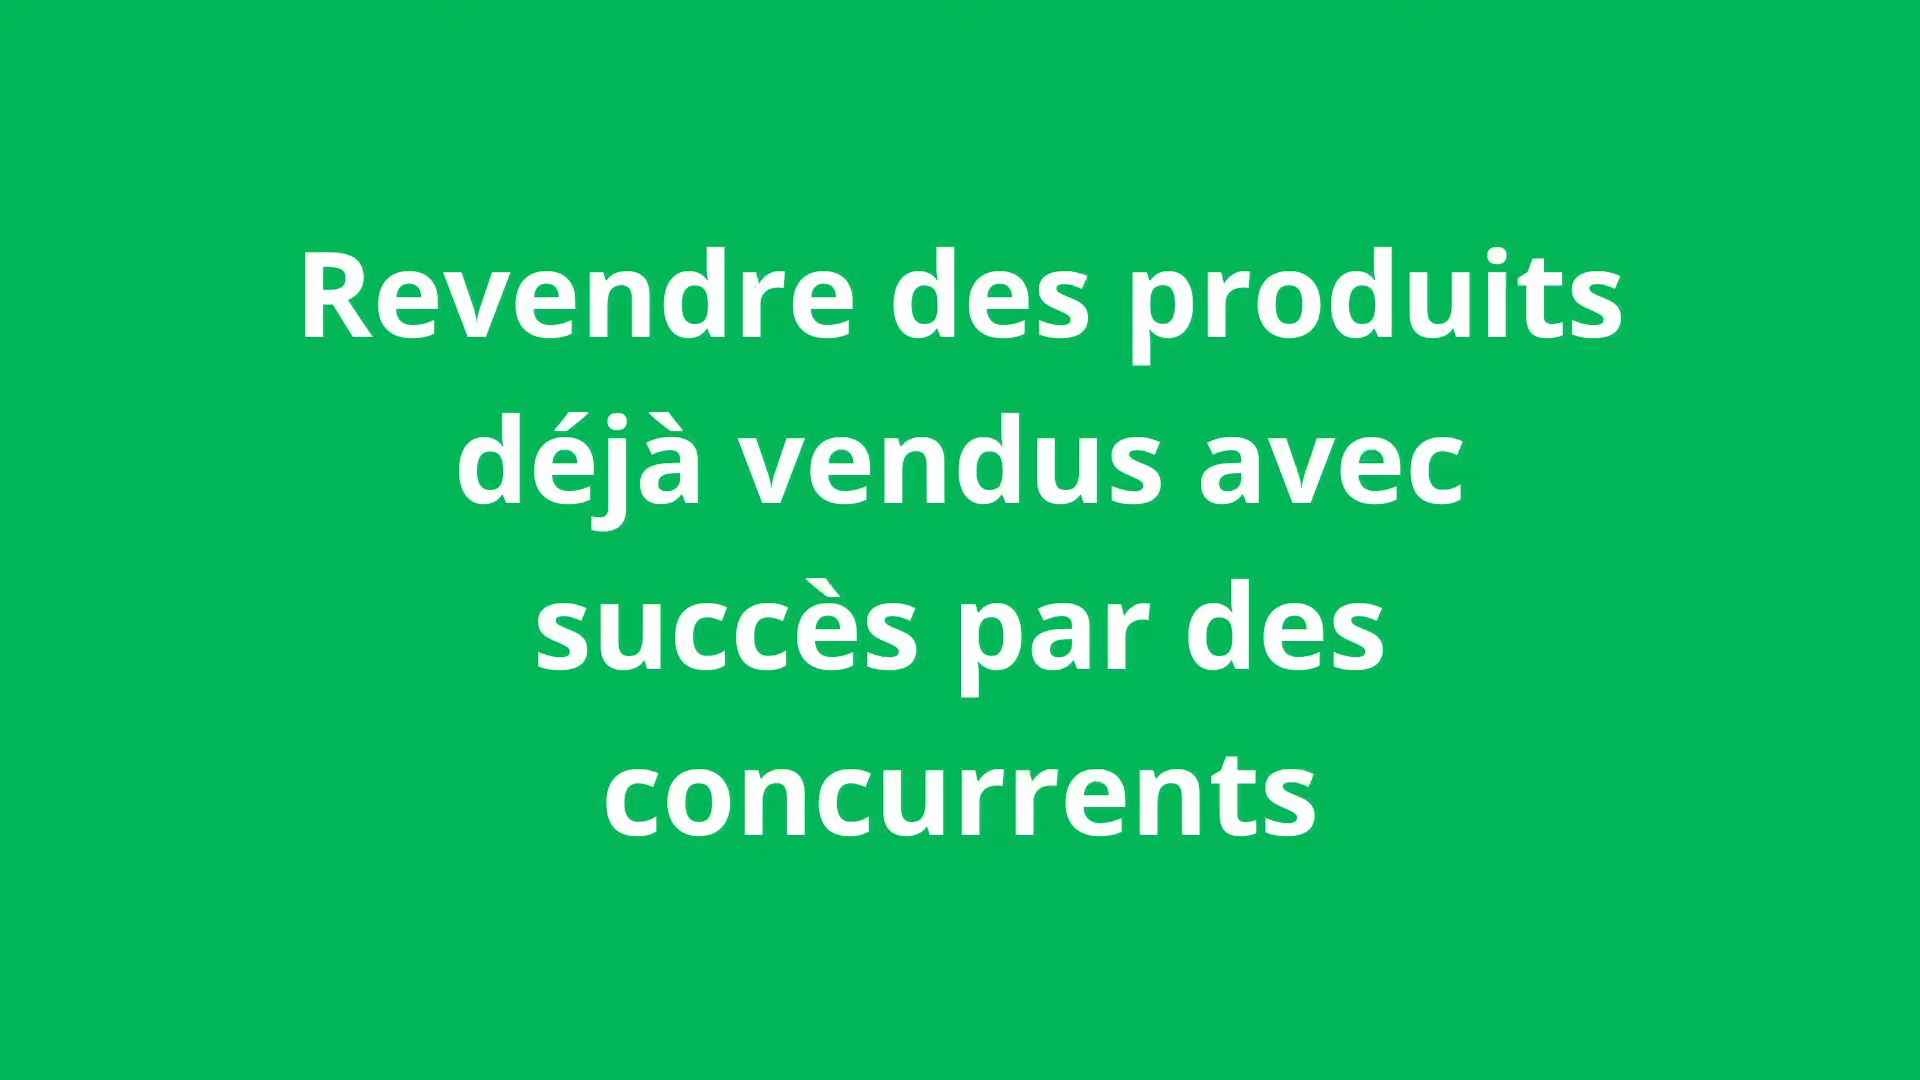 Revendre des produits
déjà vendus avec
succès par des
concurrents